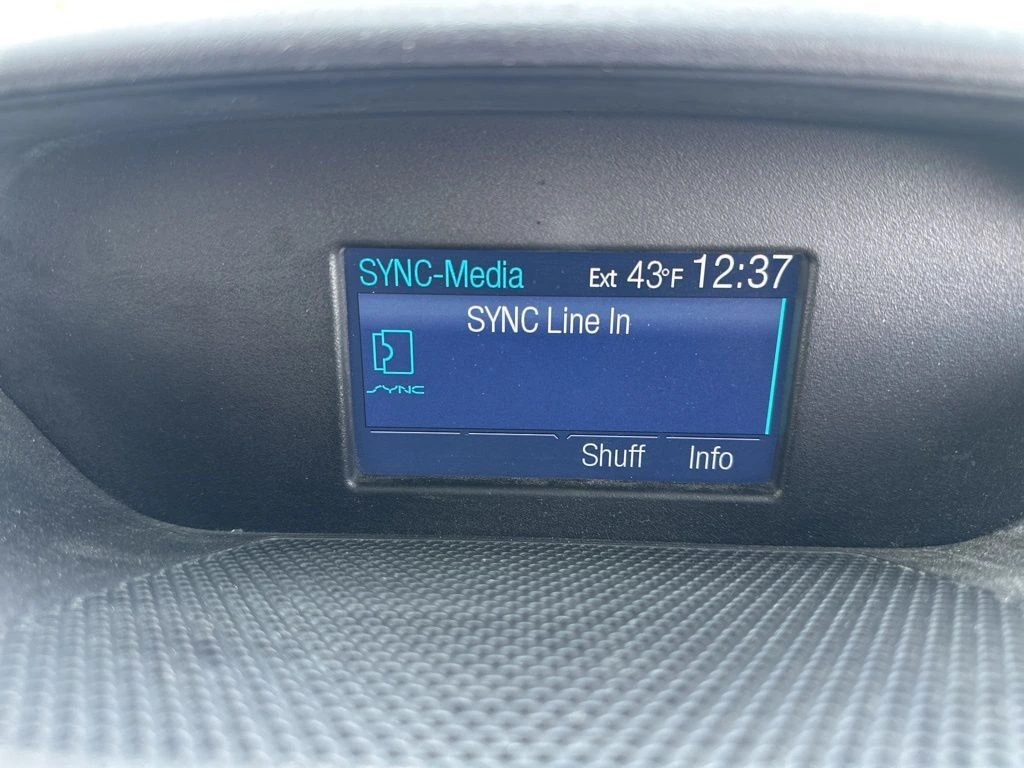 SYNC-Media Ext 43°F 12:37
SYNC Line In
SYNC
Shuff Info